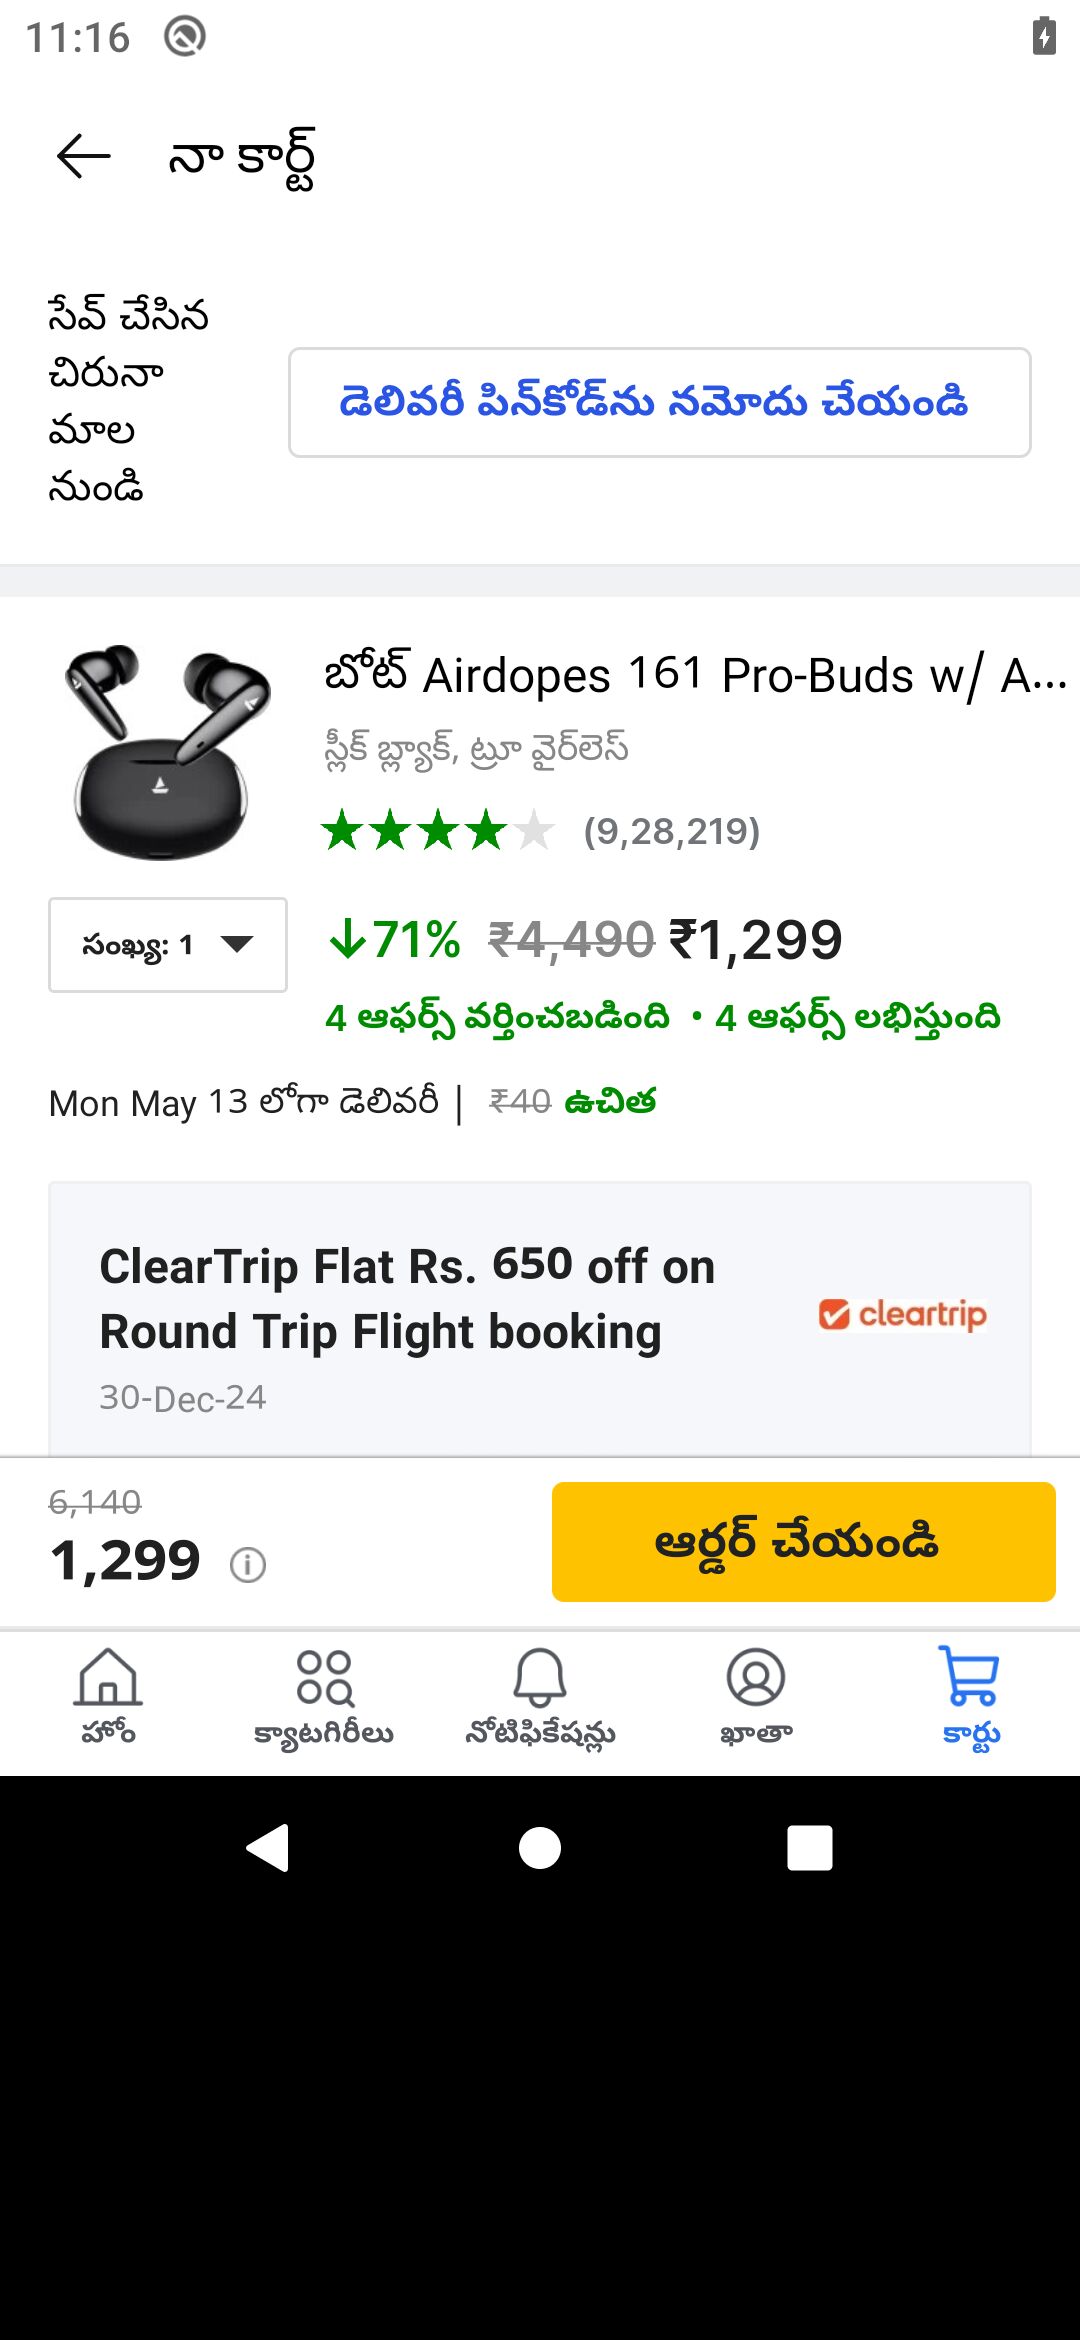 11:16
నా కార్ట్
సేవ్ చేసిన
చిరునా
మాల
నుండి
డెలివరీ పిన్‌కోడ్‌ను నమోదు చేయండి
బోట్ Airdopes 161 Pro-Buds w/ A...
స్లీక్ బ్ల్యాక్, ట్రూ వైర్‌లెస్
(9,28,219)
సంఖ్య: 1
↓71% ₹4,490 ₹1,299
4 ఆఫర్స్ వర్తించబడింది • 4 ఆఫర్స్ లభిస్తుంది
Mon May 13 లోగా డెలివరీ | ₹40 ఉచిత
ClearTrip Flat Rs. 650 off on
Round Trip Flight booking
cleartrip
30-Dec-24
6,140
1,299
ఆర్డర్ చేయండి
హోం
క్యాటగిరీలు
నోటిఫికేషన్లు
ఖాతా
కార్టు